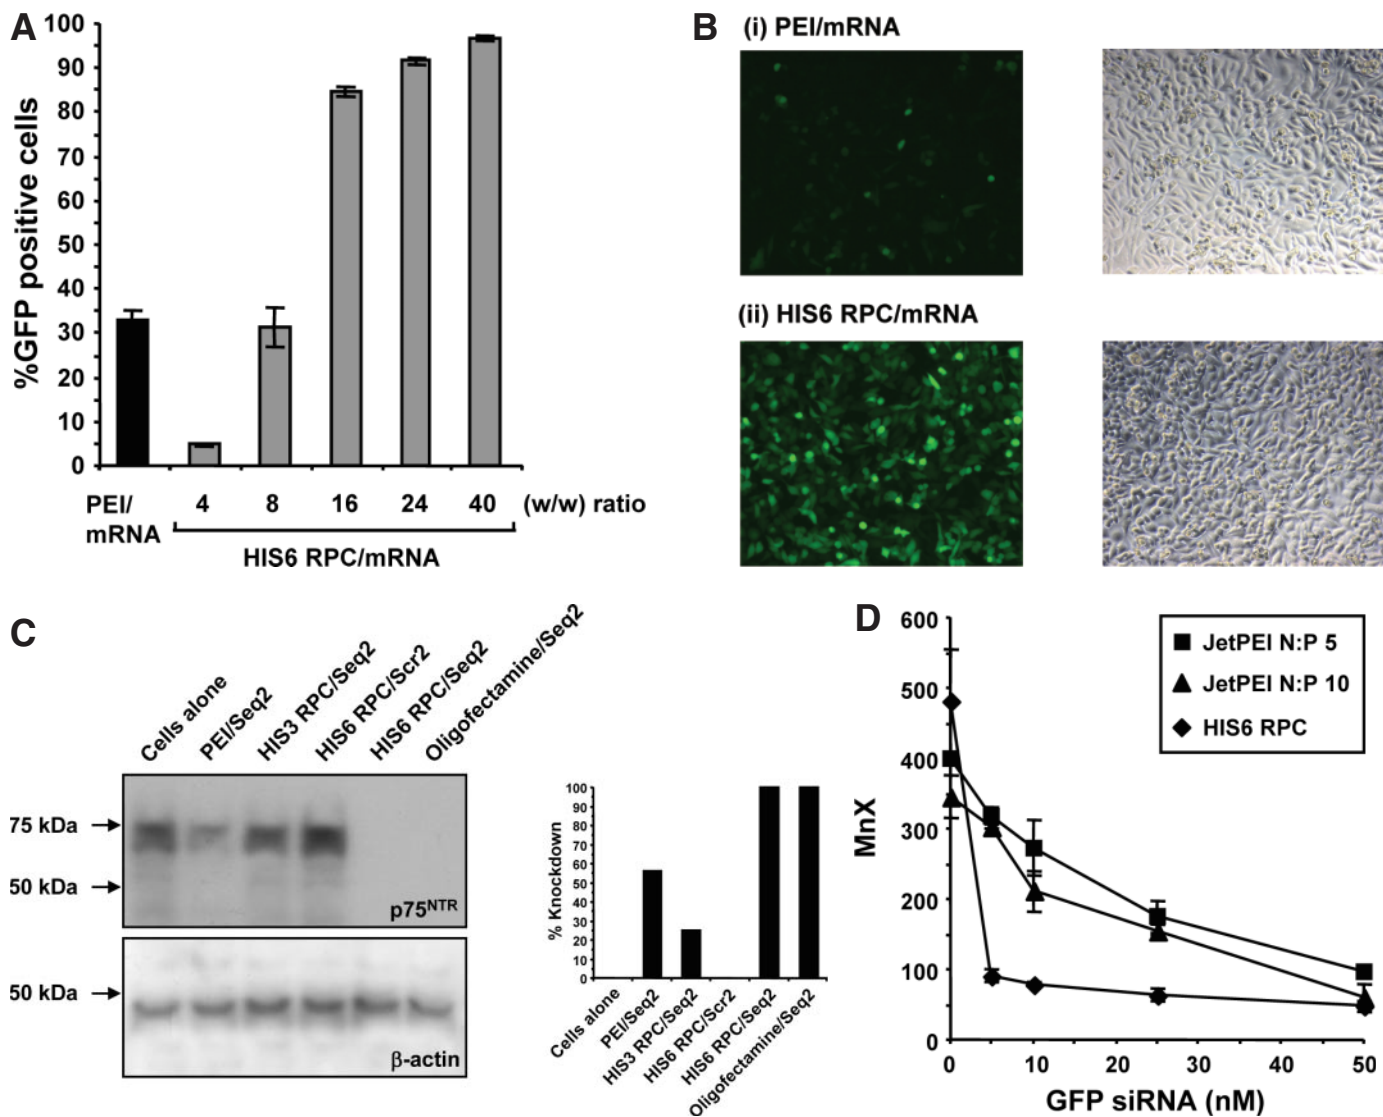 A
100
90
80
70
60
50
40
30
20
10
0
%GFP positive cells
PEI/
mRNA
4 8 16 24 40 (w/w) ratio
HIS6 RPC/mRNA
B
(i) PEI/mRNA
(ii) HIS6 RPC/mRNA
C
Cells alone
PEI/Seq2
HIS3 RPC/Seq2
HIS6 RPC/Scr2
HIS6 RPC/Seq2
Oligofectamine/Seq2
75 kDa
50 kDa
p75NTR
50 kDa
β-actin
100
90
80
70
60
50
40
30
20
10
0
% Knockdown
Cells alone
PEI/Seq2
HIS3 RPC/Seq2
HIS6 RPC/Scr2
HIS6 RPC/Seq2
Oligofectamine/Seq2
D
600
500
400
300
200
100
0
MnX
JetPEI N:P 5
JetPEI N:P 10
HIS6 RPC
0 10 20 30 40 50
GFP siRNA (nM)